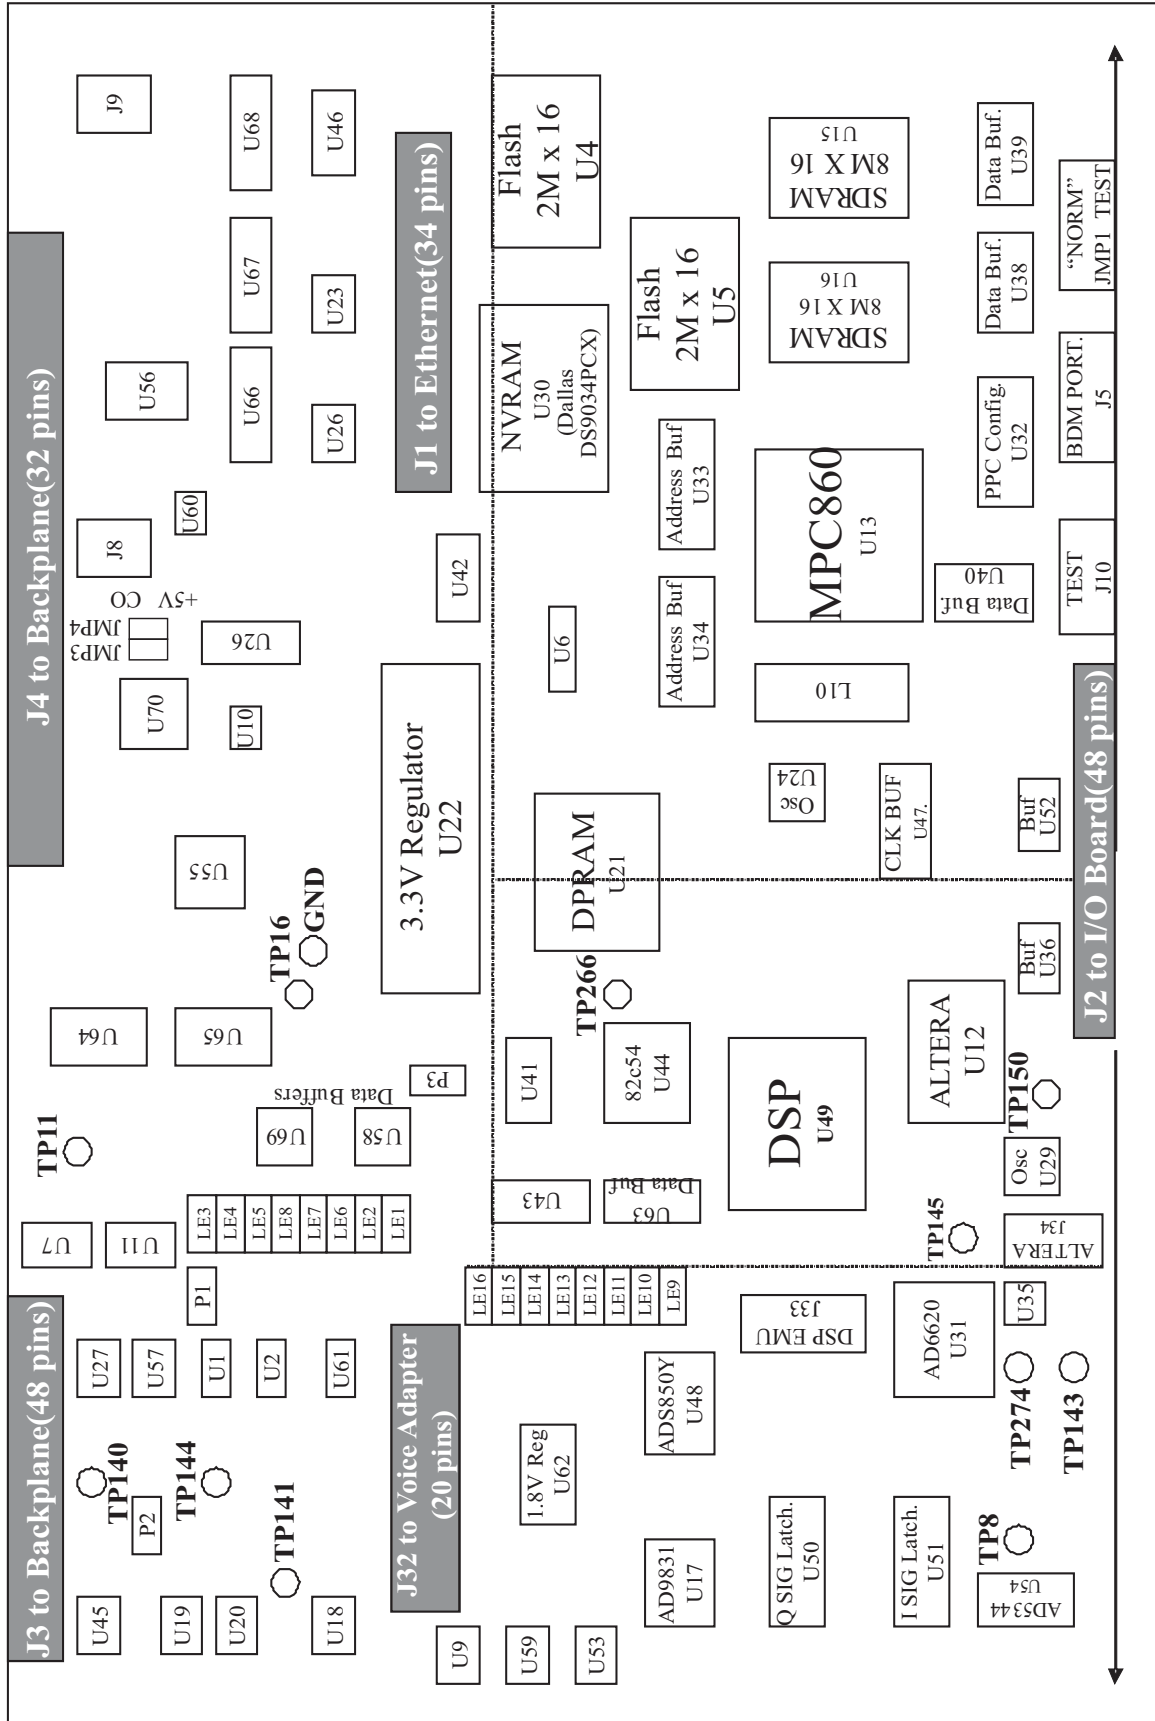 J3 to Backplane(48 pins)
J4 to Backplane(32 pins)
U45
TP140
U27
U7
TP11
U64
J8
J9
P2
U57
U11
U70
JMP3
JMP4
CO
+5V
U56
U19
TP144
U1
P1
LE3
LE4
LE5
LE8
LE7
LE6
LE2
LE1
U65
U55
U60
U20
TP141
U2
U69
U58
Data Buffers
TP16
GND
U10
U26
U66
U67
U68
U18
U61
U26
U23
U46
J32 to Voice Adapter
(20 pins)
P3
3.3V Regulator
U22
U42
J1 to Ethernet(34 pins)
U9
U59
U53
1.8V Reg
U62
LE16
LE15
LE14
LE13
LE12
LE11
LE10
LE9
U43
U63
Data Buf
U41
82c54
U44
TP266
DPRAM
U21
U6
NVRAM
U30
(Dallas
DS9034PCX)
Flash
2M x 16
U4
AD9831
U17
ADS850Y
U48
Address Buf
U34
Address Buf
U33
Flash
2M x 16
U5
Q SIG Latch.
U50
DSP EMU
J33
DSP
U49
Osc
U24
L10
MPC860
U13
SDRAM
8M X 16
U16
SDRAM
8M X 16
U15
I SIG Latch.
U51
AD6620
U31
TP145
ALTERA
U12
CLK BUF
U47.
Data Buf.
U40
PPC Config.
U32
Data Buf.
U38
Data Buf.
U39
AD5344
U54
TP8
TP274
TP143
U35
ALTERA
J34
Osc
U29
TP150
Buf
U36
Buf
U52
J2 to I/O Board(48 pins)
TEST
J10
BDM PORT.
J5
“NORM”
JMP1 TEST